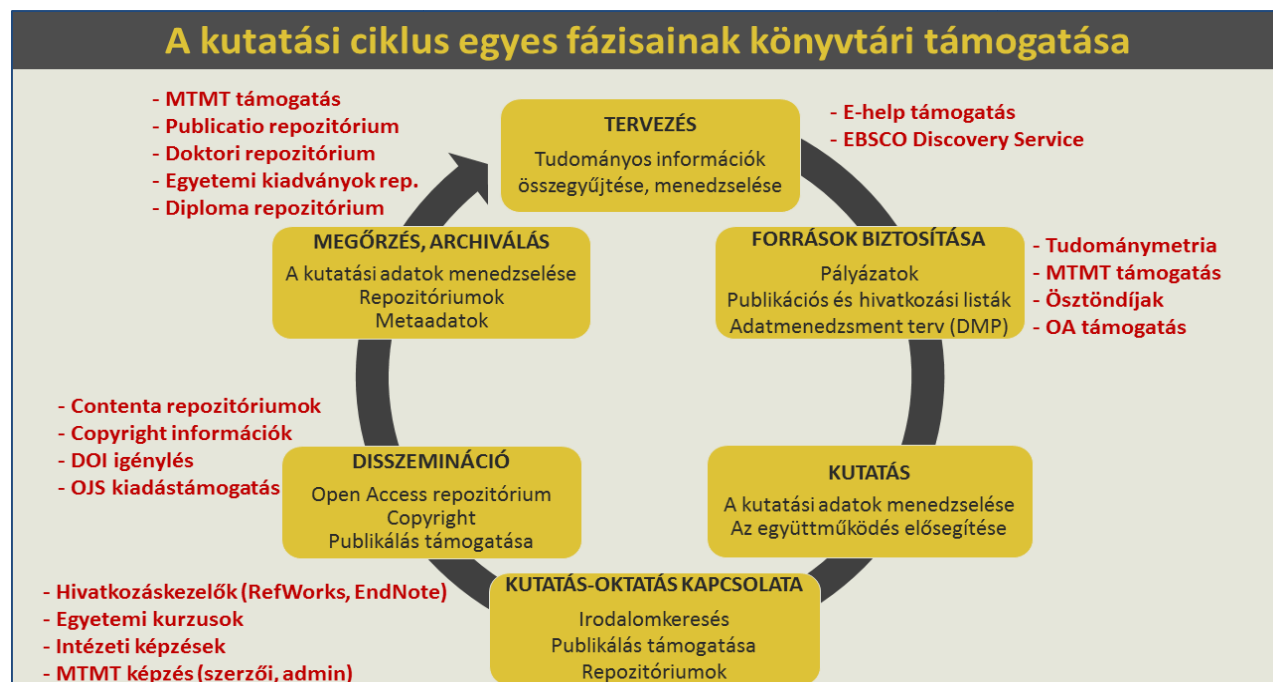 A kutatási ciklus egyes fázisainak könyvtári támogatása
- MTMT támogatás
- Publicatio repozitórium
- Doktori repozitórium
- Egyetemi kiadványok rep.
- Diploma repozitórium
TERVEZÉS
Tudományos információk
összegyűjtése, menedzselése
- E-help támogatás
- EBSCO Discovery Service
FORRÁSOK BIZTOSÍTÁSA
Pályázatok
Publikációs és hivatkozási listák
Adatmenedzsment terv (DMP)
- Tudománymetria
- MTMT támogatás
- Ösztöndíjak
- OA támogatás
KUTATÁS
A kutatási adatok menedzselése
Az együttműködés elősegítése
KUTATÁS-OKTATÁS KAPCSOLATA
Irodalomkeresés
Publikálás támogatása
Repozitóriumok
- Hivatkozáskezelők (RefWorks, EndNote)
- Egyetemi kurzusok
- Intézeti képzések
- MTMT képzés (szerzői, admin)
DISSZEMINÁCIÓ
Open Access repozitórium
Copyright
Publikálás támogatása
- Contenta repozitóriumok
- Copyright információk
- DOI igénylés
- OJS kiadástámogatás
MEGŐRZÉS, ARCHIVÁLÁS
A kutatási adatok menedzselése
Repozitóriumok
Metaadatok